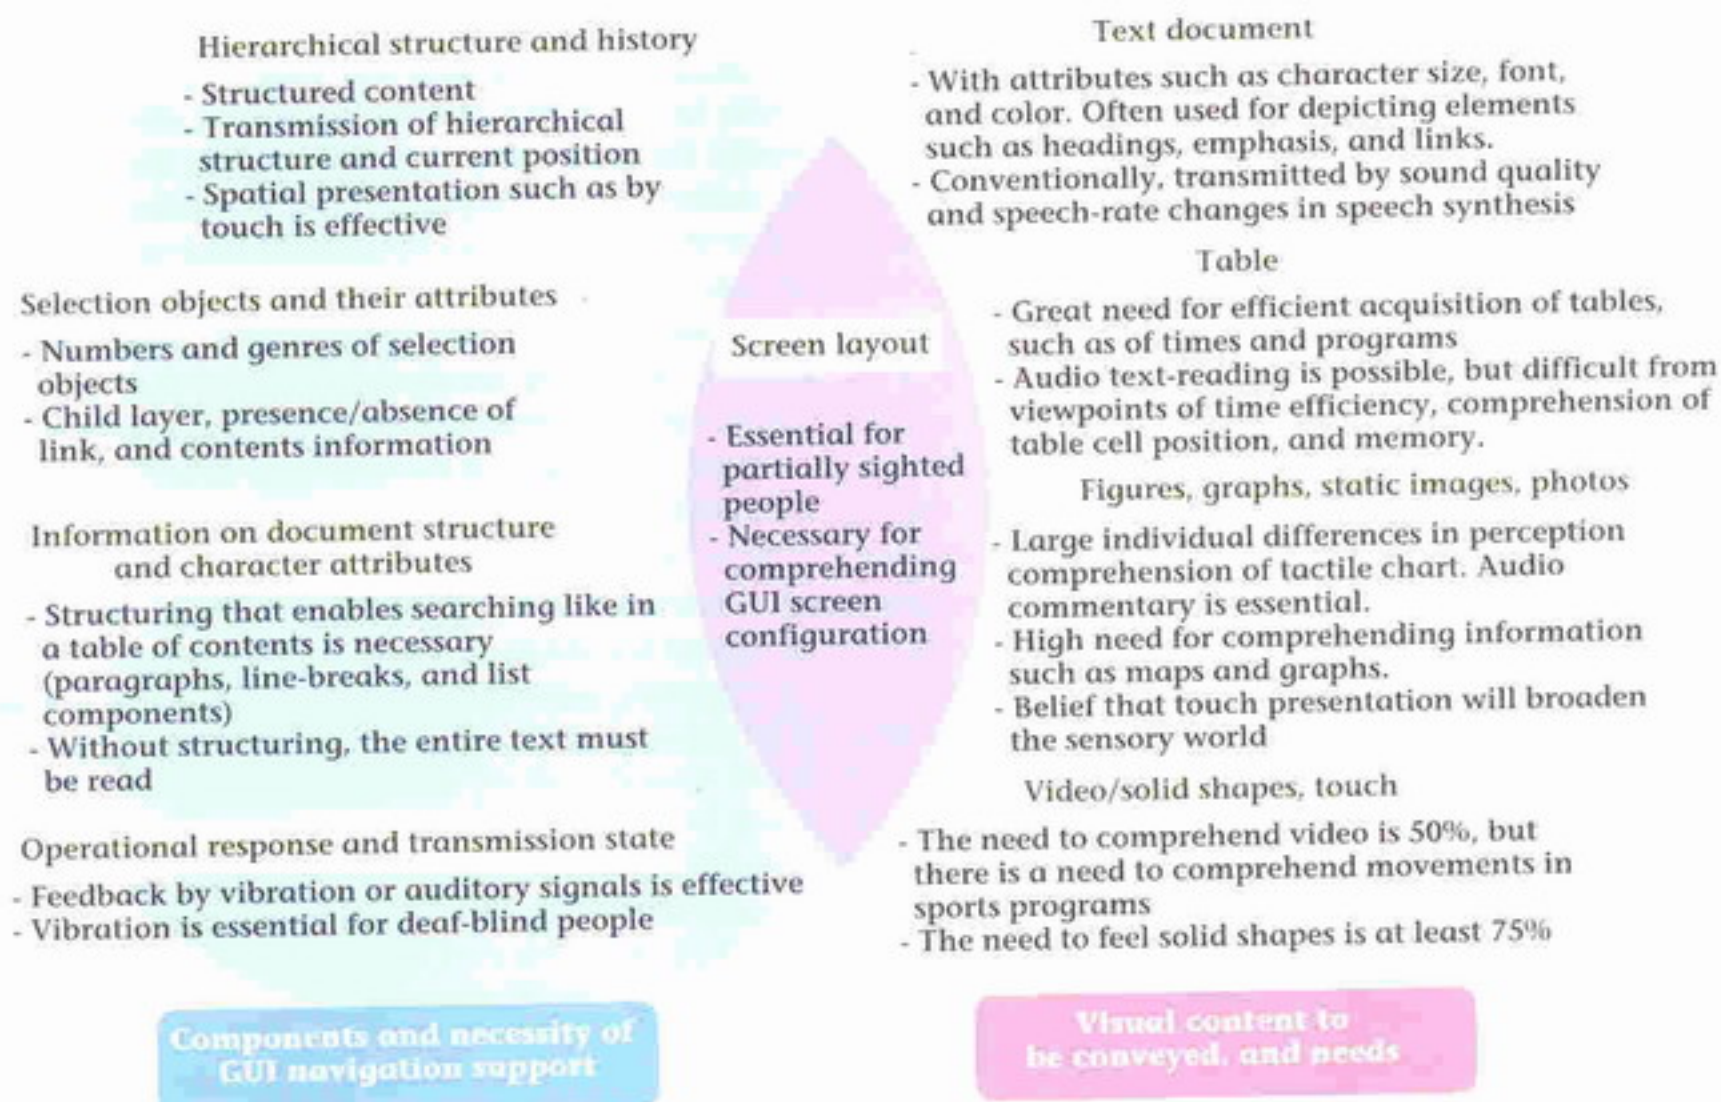 Hierarchical structure and history
- Structured content
- Transmission of hierarchical
structure and current position
- Spatial presentation such as by
touch is effective
Selection objects and their attributes
- Numbers and genres of selection
objects
- Child layer, presence/absence of
link, and contents information
Information on document structure
and character attributes
- Structuring that enables searching like in
a table of contents is necessary
(paragraphs, line-breaks, and list
components)
- Without structuring, the entire text must
be read
Operational response and transmission state
- Feedback by vibration or auditory signals is effective
- Vibration is essential for deaf-blind people
Components and necessity of
GUI navigation support
Screen layout
- Essential for
partially sighted
people
- Necessary for
comprehending
GUI screen
configuration
Text document
- With attributes such as character size, font,
and color. Often used for depicting elements
such as headings, emphasis, and links.
- Conventionally, transmitted by sound quality
and speech-rate changes in speech synthesis
Table
- Great need for efficient acquisition of tables,
such as of times and programs
- Audio text-reading is possible, but difficult from
viewpoints of time efficiency, comprehension of
table cell position, and memory.
Figures, graphs, static images, photos
- Large individual differences in perception
comprehension of tactile chart. Audio
commentary is essential.
- High need for comprehending information
such as maps and graphs.
- Belief that touch presentation will broaden
the sensory world
Video/solid shapes, touch
- The need to comprehend video is 50%, but
there is a need to comprehend movements in
sports programs
- The need to feel solid shapes is at least 75%
Visual content to
be conveyed, and needs